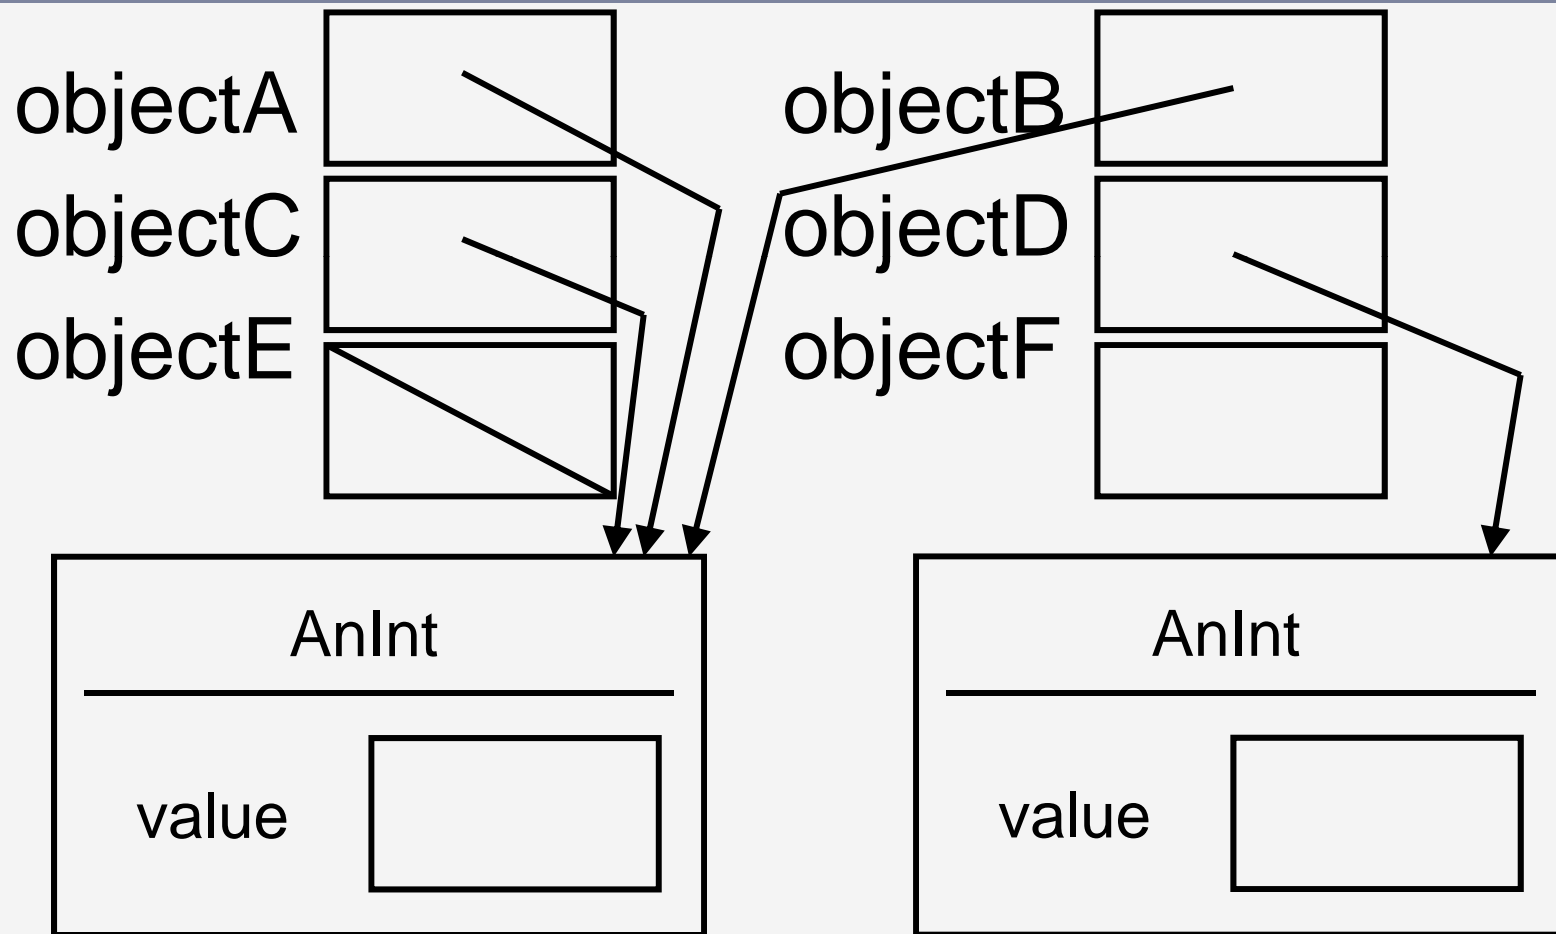 objectA objectB
objectC objectD
objectE objectF
AnInt AnInt
value value